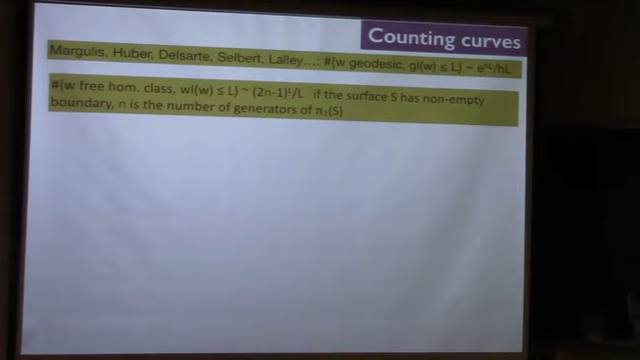 Counting curves
Margulis, Huber, Delsarte, Selbert, Lalley...: #{w geodesic, gl(w) ≤ L} ~ e^hL/hL
#{w free hom. class, wl(w) ≤ L} ~ (2n-1)^L/L if the surface S has non-empty
boundary, n is the number of generators of π₁(S)